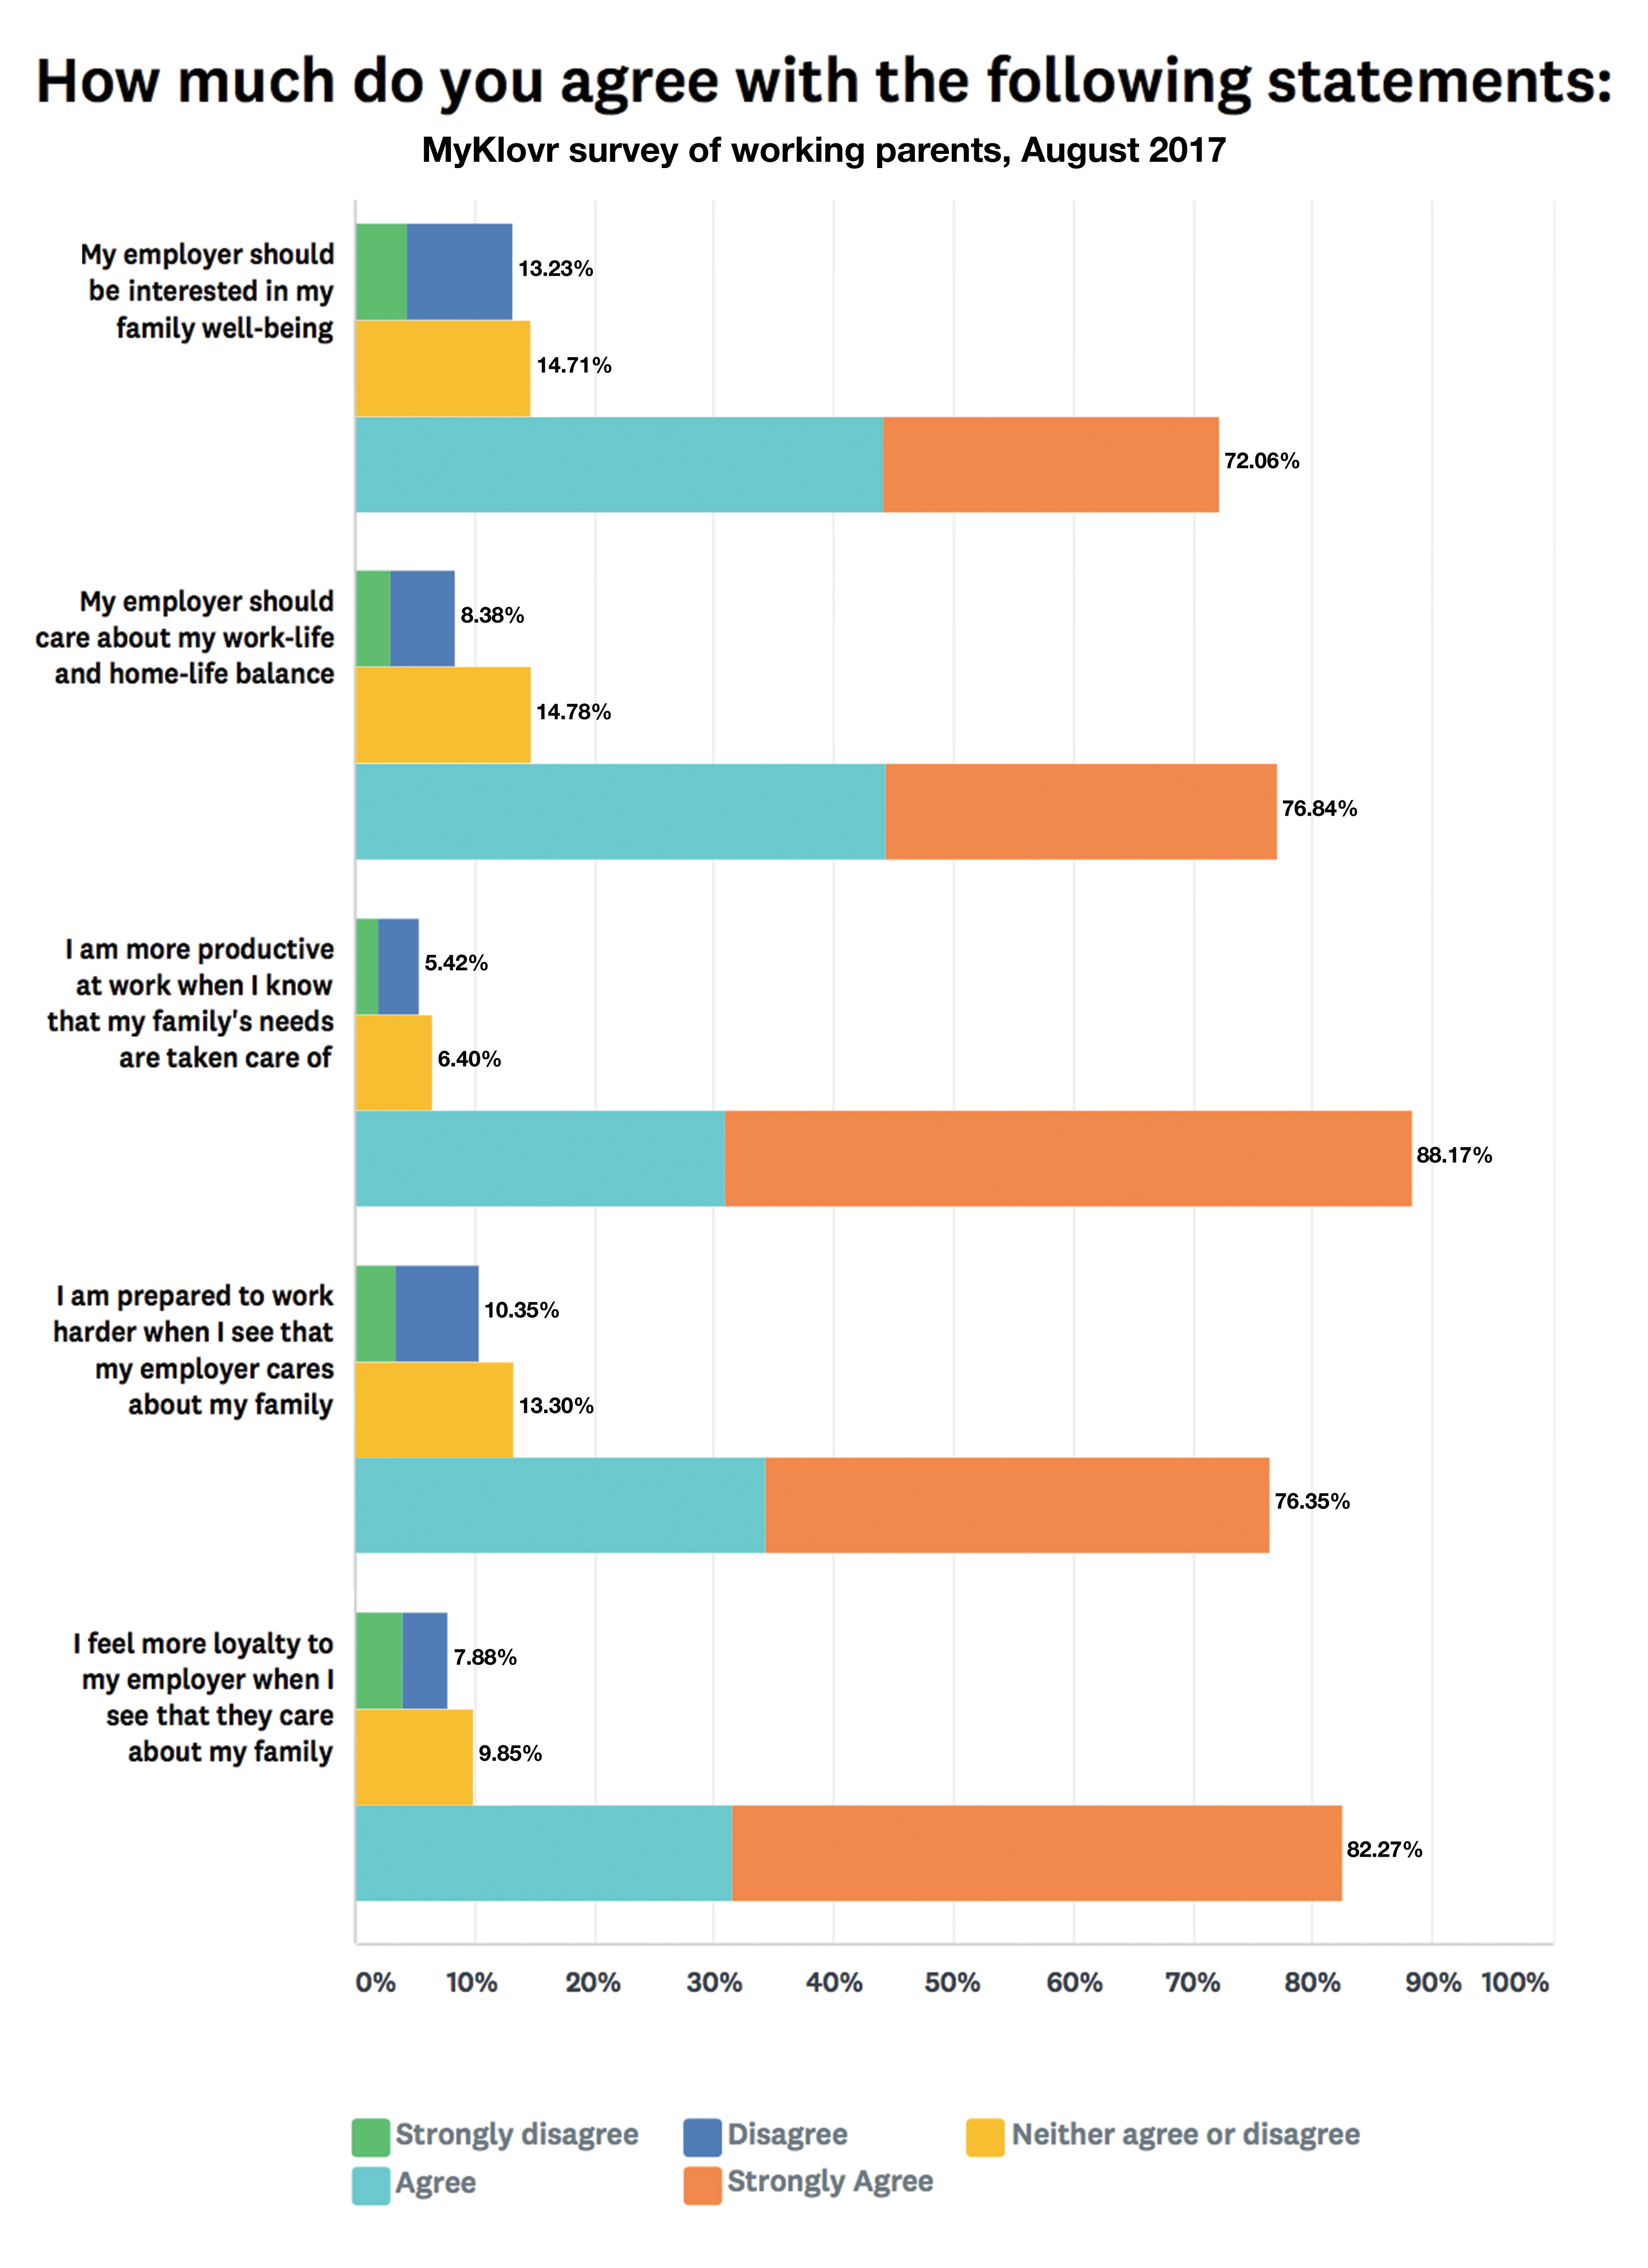 How much do you agree with the following statements:
MyKlovr survey of working parents, August 2017
My employer should
be interested in my
family well-being
13.23%
14.71%
72.06%
My employer should
care about my work-life
and home-life balance
8.38%
14.78%
76.84%
I am more productive
at work when I know
that my family's needs
are taken care of
5.42%
6.40%
88.17%
I am prepared to work
harder when I see that
my employer cares
about my family
10.35%
13.30%
76.35%
I feel more loyalty to
my employer when I
see that they care
about my family
7.88%
9.85%
82.27%
0% 10% 20% 30% 40% 50% 60% 70% 80% 90% 100%
Strongly disagree Disagree Neither agree or disagree
Agree Strongly Agree